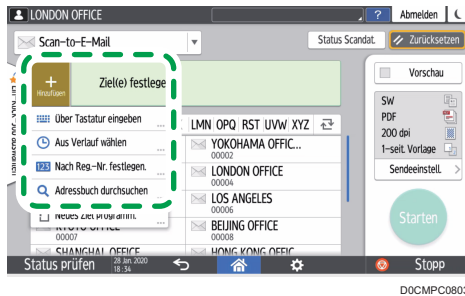 LONDON OFFICE
? Abmelden
Scan-to-E-Mail
Status Scandat.
Zurücksetzen
+
Hinzufügen
Ziel(e) festlege
Vorschau
SW
PDF
200 dpi
1-seit. Vorlage
Sendeeinstell. >
Starten
Über Tastatur eingeben ...
Aus Verlauf wählen ...
123 Nach Reg.-Nr. festlegen. ...
Adressbuch durchsuchen ...
Neues Ziel programm. ...
LMN OPQ RST UVW XYZ
YOKOHAMA OFFIC...
00002
LONDON OFFICE
00004
LOS ANGELES
00006
KYOTO OFFICE
00007
BEIJING OFFICE
00008
SHANGHAI OFFICE
HONG KONG OFFIC
Status prüfen
28 Jan. 2020
18 : 34
Stopp
D0CMPC0803